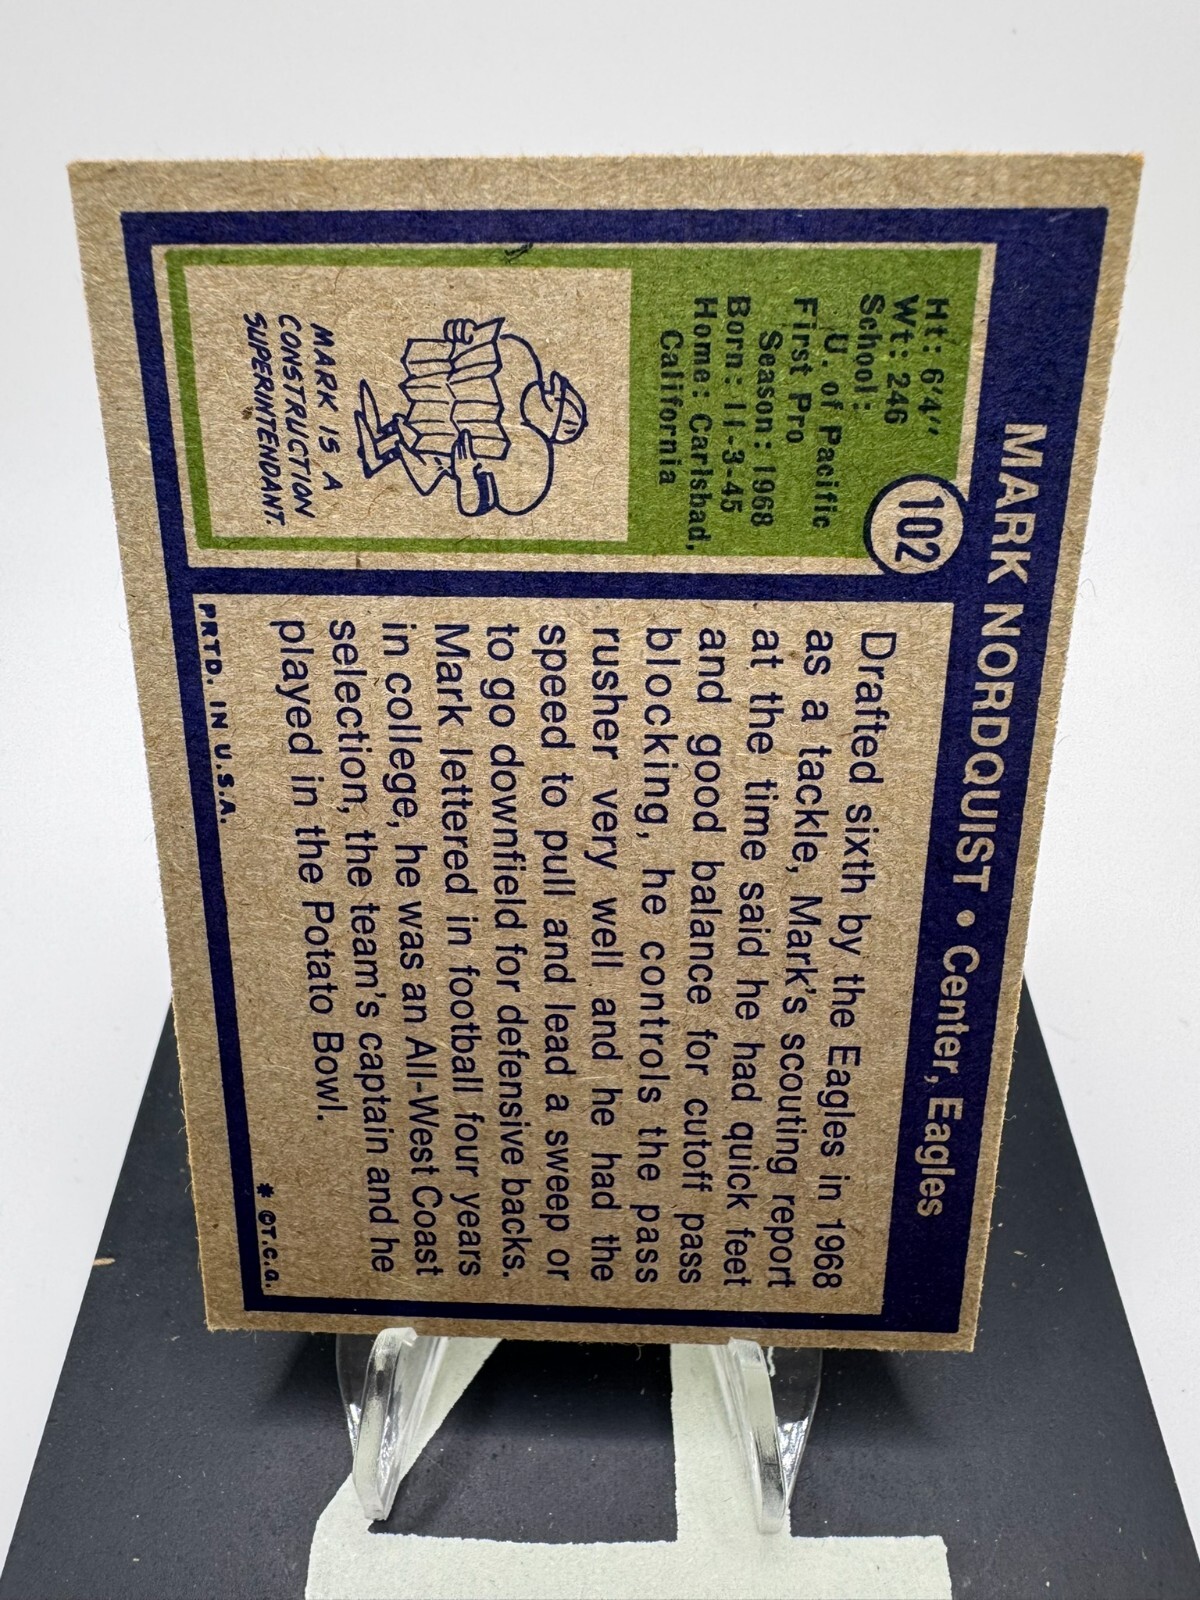 MARK NORDQUIST • Center, Eagles
102
Ht: 6'4"
Wt: 246
School:
U. of Pacific
First Pro
Season: 1968
Born: 11-3-45
Home: Carlsbad,
California
MARK IS A
CONSTRUCTION
SUPERINTENDANT.
Drafted sixth by the Eagles in 1968
as a tackle, Mark's scouting report
at the time said he had quick feet
and good balance for cutoff pass
blocking, he controls the pass
rusher very well and he had the
speed to pull and lead a sweep or
to go downfield for defensive backs.
Mark lettered in football four years
in college, he was an All-West Coast
selection, the team's captain and he
played in the Potato Bowl.
PRTD. IN U.S.A.
* ©T.C.G.